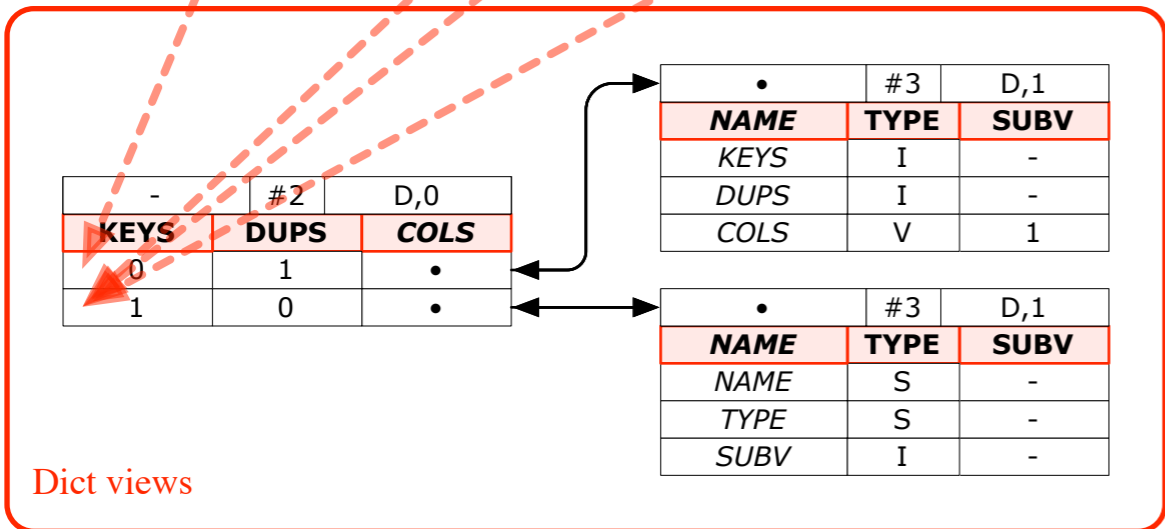 • #3 D,1
NAME TYPE SUBV
KEYS I -
DUPS I -
COLS V 1
- #2 D,0
KEYS DUPS COLS
0 1 •
1 0 •
• #3 D,1
NAME TYPE SUBV
NAME S -
TYPE S -
SUBV I -
Dict views